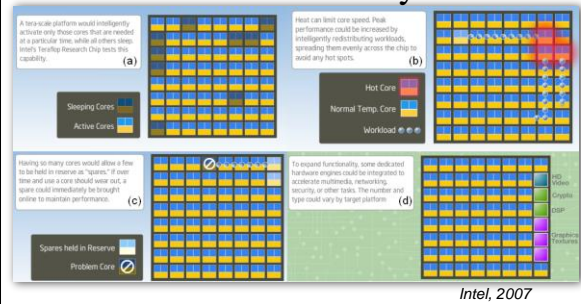 A tera-scale platform would intelligently
activate only those cores that are needed
at a particular time, while all others sleep.
Intel's Teraflop Research Chip tests this
capability.
(a)
Sleeping Cores
Active Cores
Heat can limit core speed. Peak
performance could be increased by
intelligently redistributing workloads,
spreading them evenly across the chip to
avoid any hot spots.
(b)
Hot Core
Normal Temp. Core
Workload
Having so many cores would allow a few
to be held in reserve as "spares." If over
time and use a core should wear out, a
spare could immediately be brought
online to maintain performance.
(c)
Spares held in Reserve
Problem Core
To expand functionality, some dedicated
hardware engines could be integrated to
accelerate multimedia, networking,
security, or other tasks. The number and
type could vary by target platform
(d)
HD
Video
Crypto
DSP
Graphics
Textures
Intel, 2007